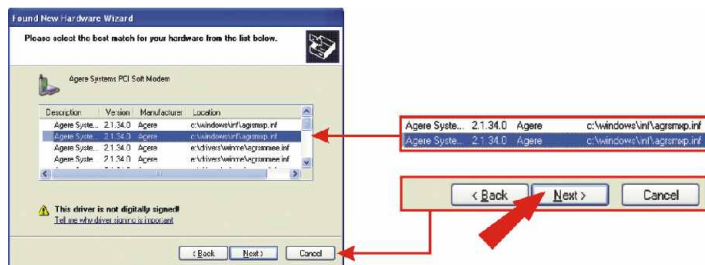 Found New Hardware Wizard
Please select the best match for your hardware from the list below.
Agere Systems PCI Soft Modem
Description Version Manufacturer Location
Agere Syste... 2.1.34.0 Agere c:\windows\inf\agrsmxp.inf
Agere Syste... 2.1.34.0 Agere c:\windows\inf\agrsmxp.inf
Agere Syste... 2.1.34.0 Agere e:\drivers\winme\agrsmmee.inf
Agere Syste... 2.1.34.0 Agere
This driver is not digitally signed!
Tell me why driver signing is important
< Back Next > Cancel
Agere Syste... 2.1.34.0 Agere c:\windows\inf\agrsmxp.inf
Agere Syste... 2.1.34.0 Agere c:\windows\inf\agrsmxp.inf
< Back Next > Cancel